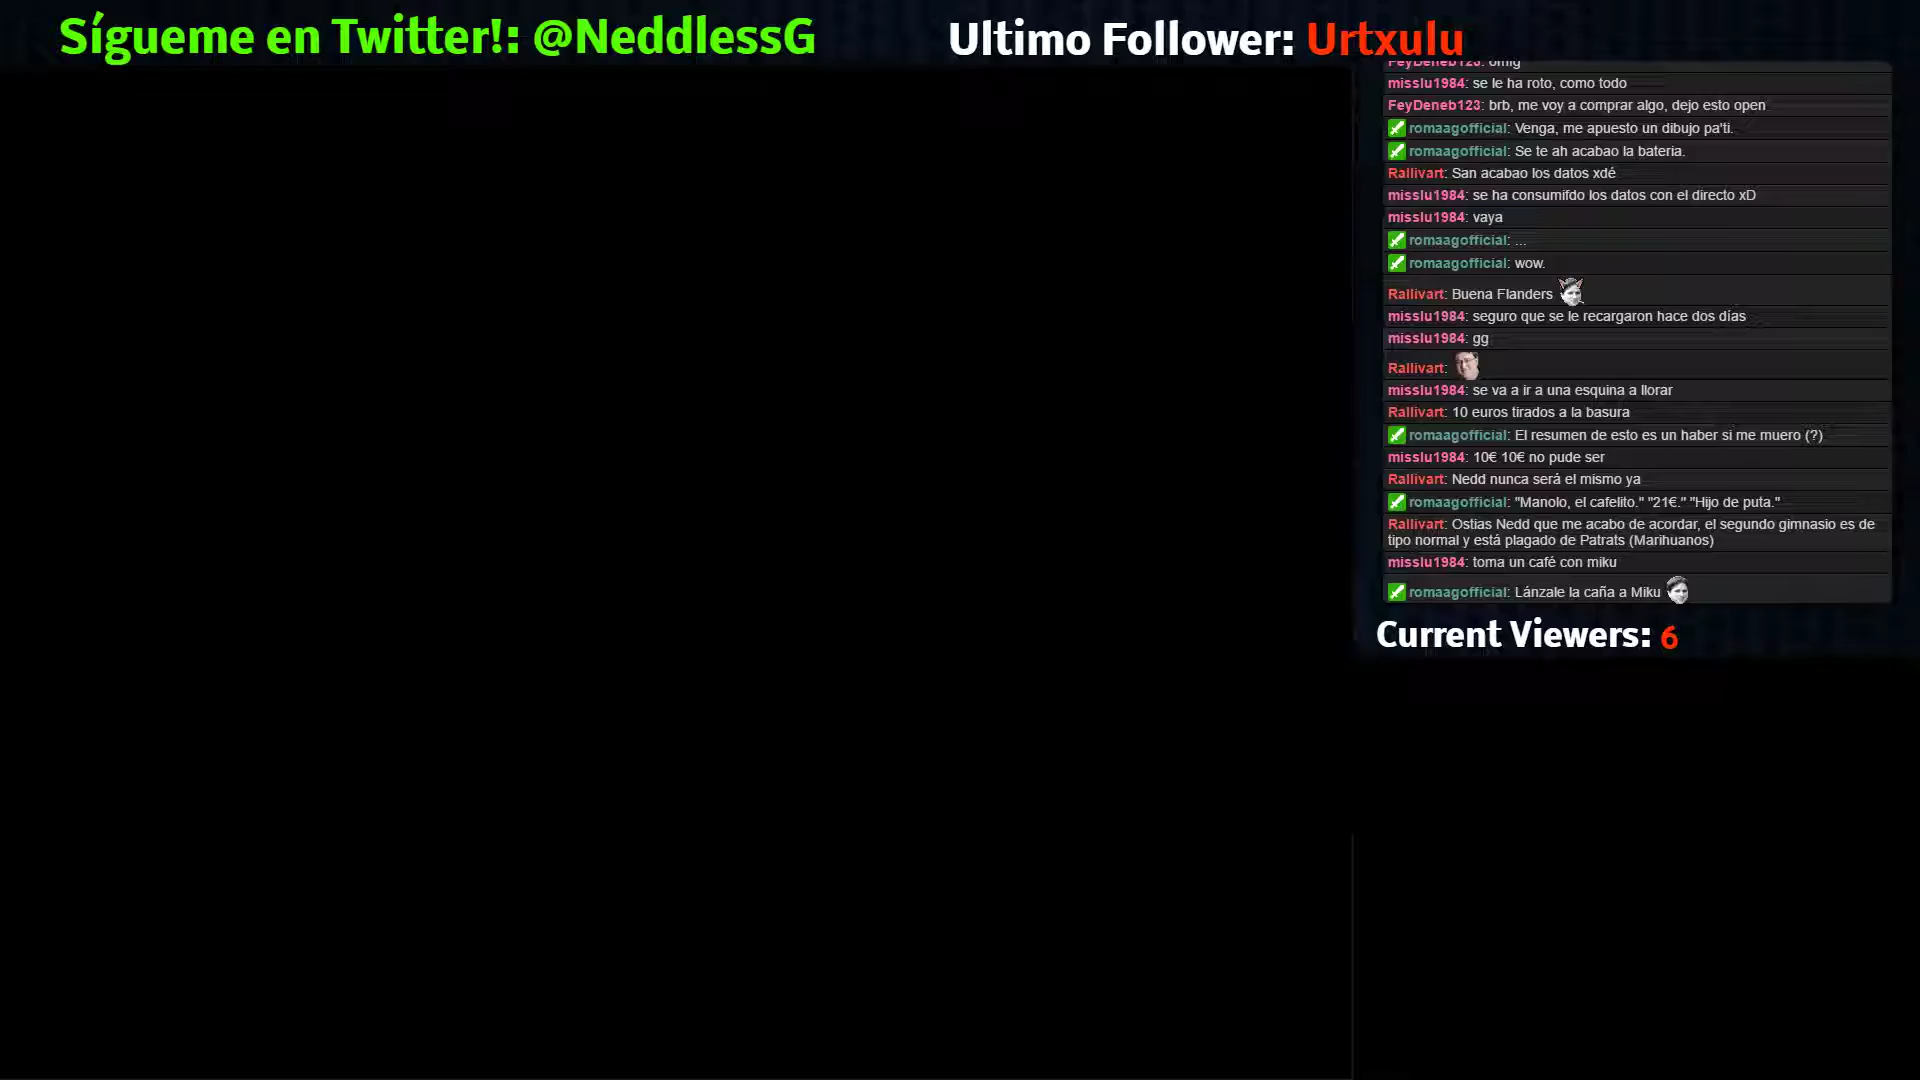 Sígueme en Twitter!: @NeddlessG
Ultimo Follower: Urtxulu
FeyDeneb123: omg
misslu1984: se le ha roto, como todo
FeyDeneb123: brb, me voy a comprar algo, dejo esto open
romaagofficial: Venga, me apuesto un dibujo pa'ti.
romaagofficial: Se te ah acabao la bateria.
Rallivart: San acabao los datos xdé
misslu1984: se ha consumifdo los datos con el directo xD
misslu1984: vaya
romaagofficial: ...
romaagofficial: wow.
Rallivart: Buena Flanders
misslu1984: seguro que se le recargaron hace dos días
misslu1984: gg
Rallivart:
misslu1984: se va a ir a una esquina a llorar
Rallivart: 10 euros tirados a la basura
romaagofficial: El resumen de esto es un haber si me muero (?)
misslu1984: 10€ 10€ no pude ser
Rallivart: Nedd nunca será el mismo ya
romaagofficial: "Manolo, el cafelito." "21€." "Hijo de puta."
Rallivart: Ostias Nedd que me acabo de acordar, el segundo gimnasio es de
tipo normal y está plagado de Patrats (Marihuanos)
misslu1984: toma un café con miku
romaagofficial: Lánzale la caña a Miku
Current Viewers: 6